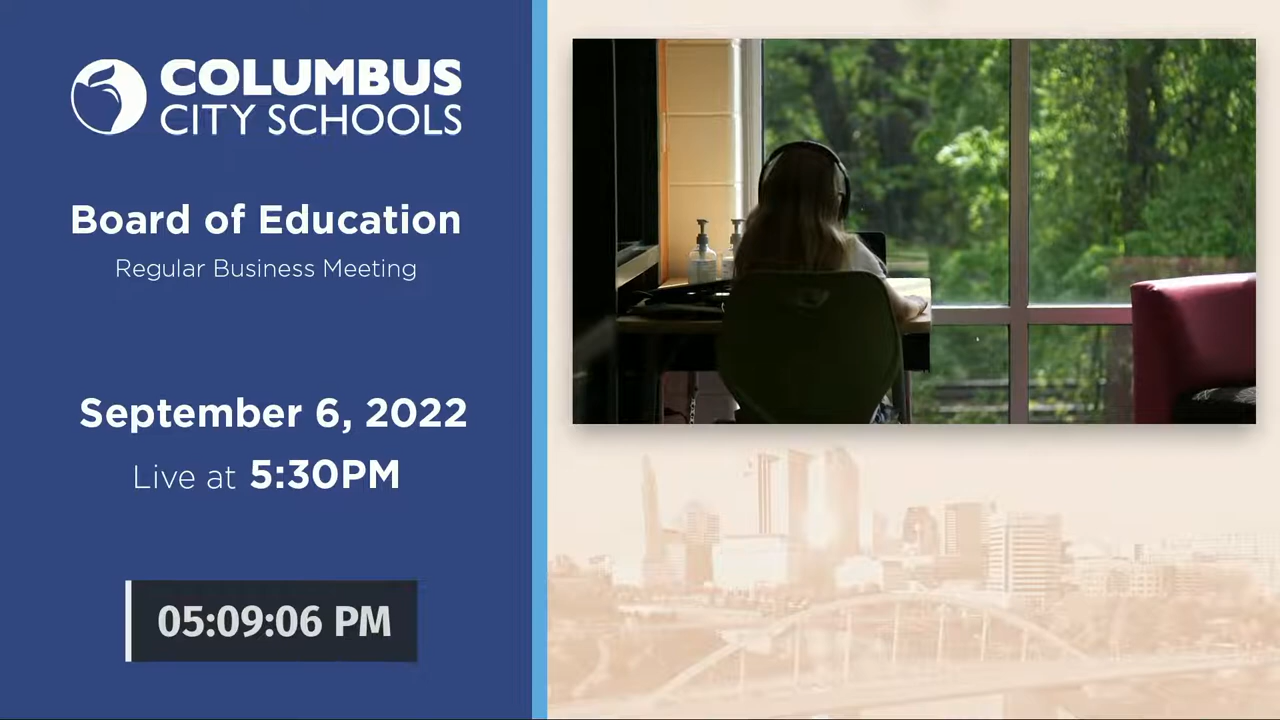 COLUMBUS
CITY SCHOOLS
Board of Education
Regular Business Meeting
September 6, 2022
Live at 5:30PM
05:09:06 PM